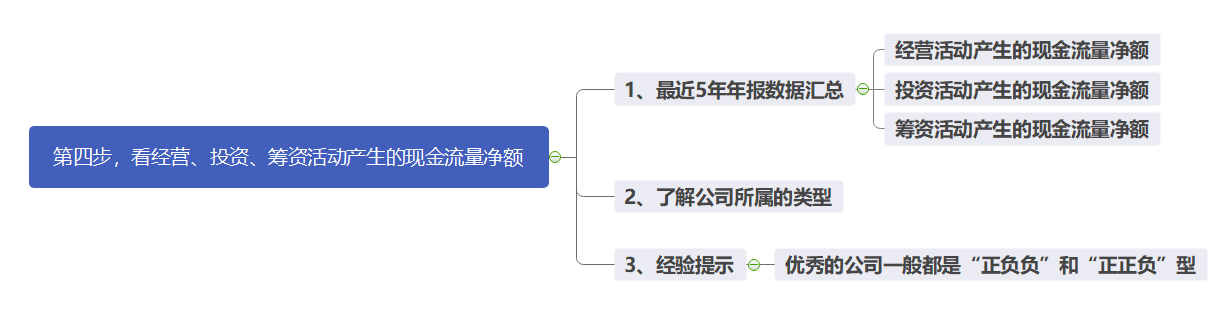 第四步，看经营、投资、筹资活动产生的现金流量净额
1、最近5年年报数据汇总
经营活动产生的现金流量净额
投资活动产生的现金流量净额
筹资活动产生的现金流量净额
2、了解公司所属的类型
3、经验提示
优秀的公司一般都是“正负负”和“正正负”型